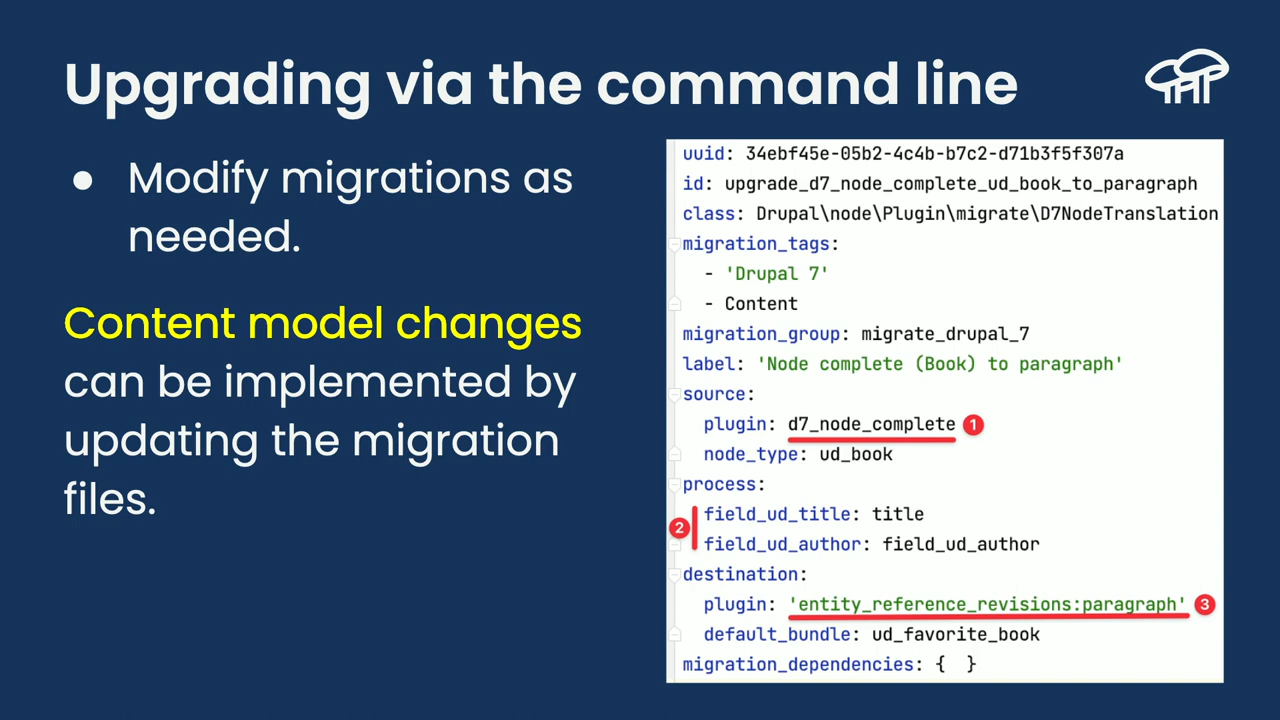 Upgrading via the command line
● Modify migrations as
needed.
Content model changes
can be implemented by
updating the migration
files.
uuid: 34ebf45e-05b2-4c4b-b7c2-d71b3f5f307a
id: upgrade_d7_node_complete_ud_book_to_paragraph
class: Drupal\node\Plugin\migrate\D7NodeTranslation
migration_tags:
- 'Drupal 7'
- Content
migration_group: migrate_drupal_7
label: 'Node complete (Book) to paragraph'
source:
plugin: d7_node_complete 1
node_type: ud_book
process:
2
field_ud_title: title
field_ud_author: field_ud_author
destination:
plugin: 'entity_reference_revisions:paragraph' 3
default_bundle: ud_favorite_book
migration_dependencies: {  }